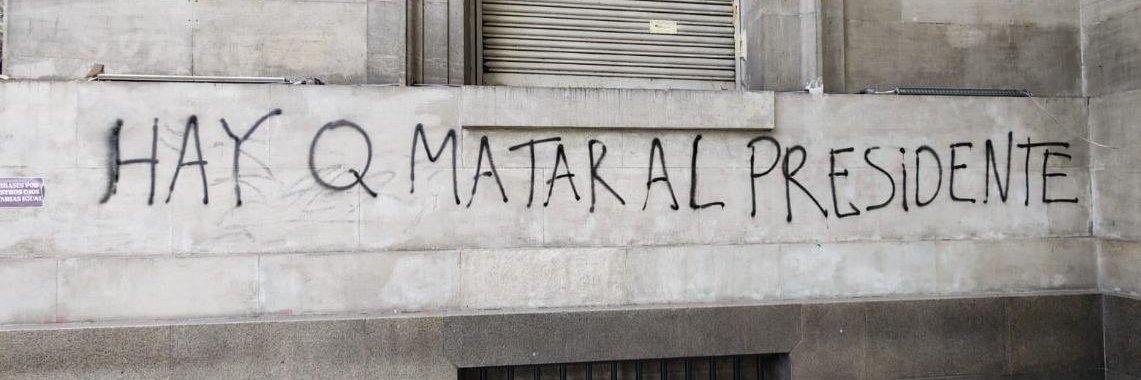 HAY Q MATAR AL PRESiDENTE